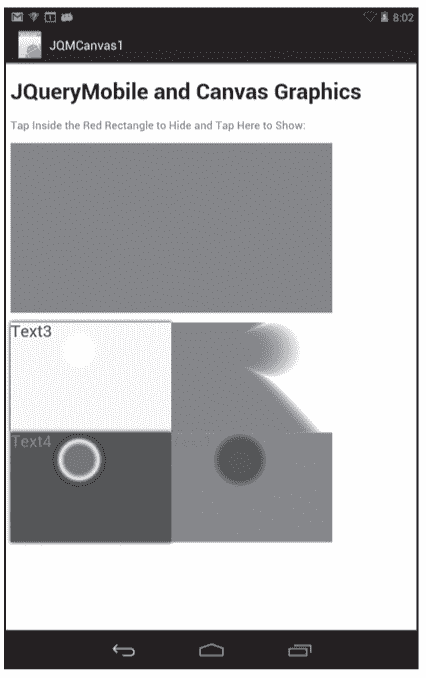 8:02
JQMCanvas1
JQueryMobile and Canvas Graphics
Tap Inside the Red Rectangle to Hide and Tap Here to Show:
Text3
Text4